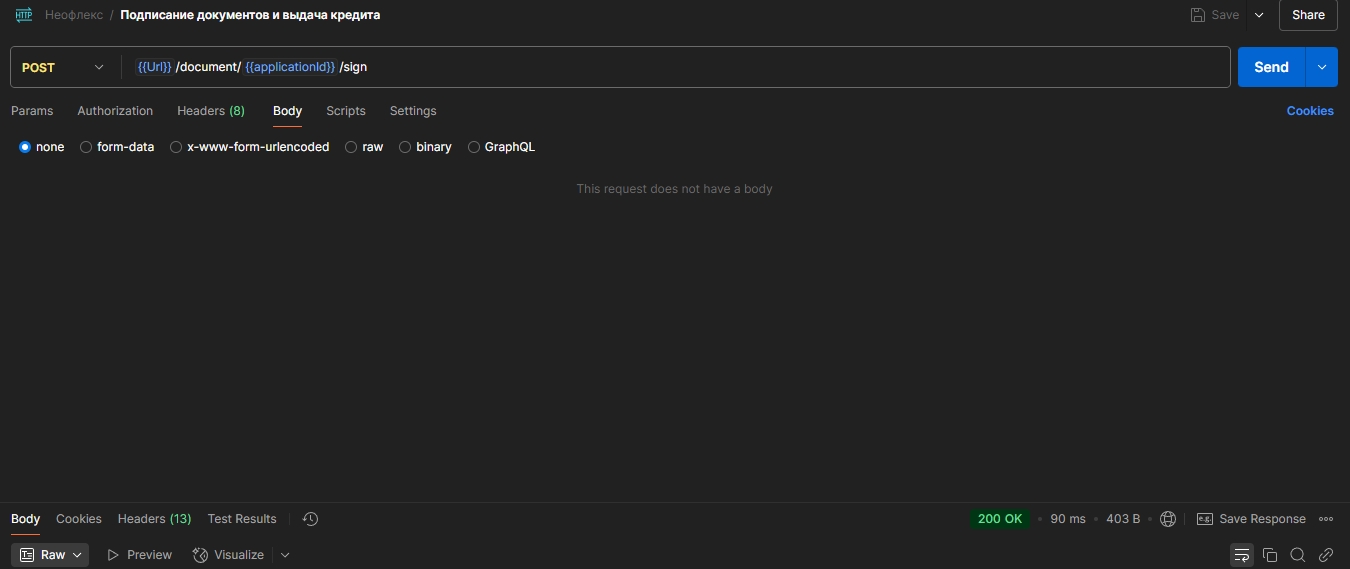 HTTP Неофлекс / Подписание документов и выдача кредита Save Share
POST {{Url}} /document/ {{applicationId}} /sign Send
Params Authorization Headers (8) Body Scripts Settings Cookies
none form-data x-www-form-urlencoded raw binary GraphQL
This request does not have a body
Body Cookies Headers (13) Test Results 200 OK • 90 ms • 403 B • e.g. Save Response
Raw Preview Visualize